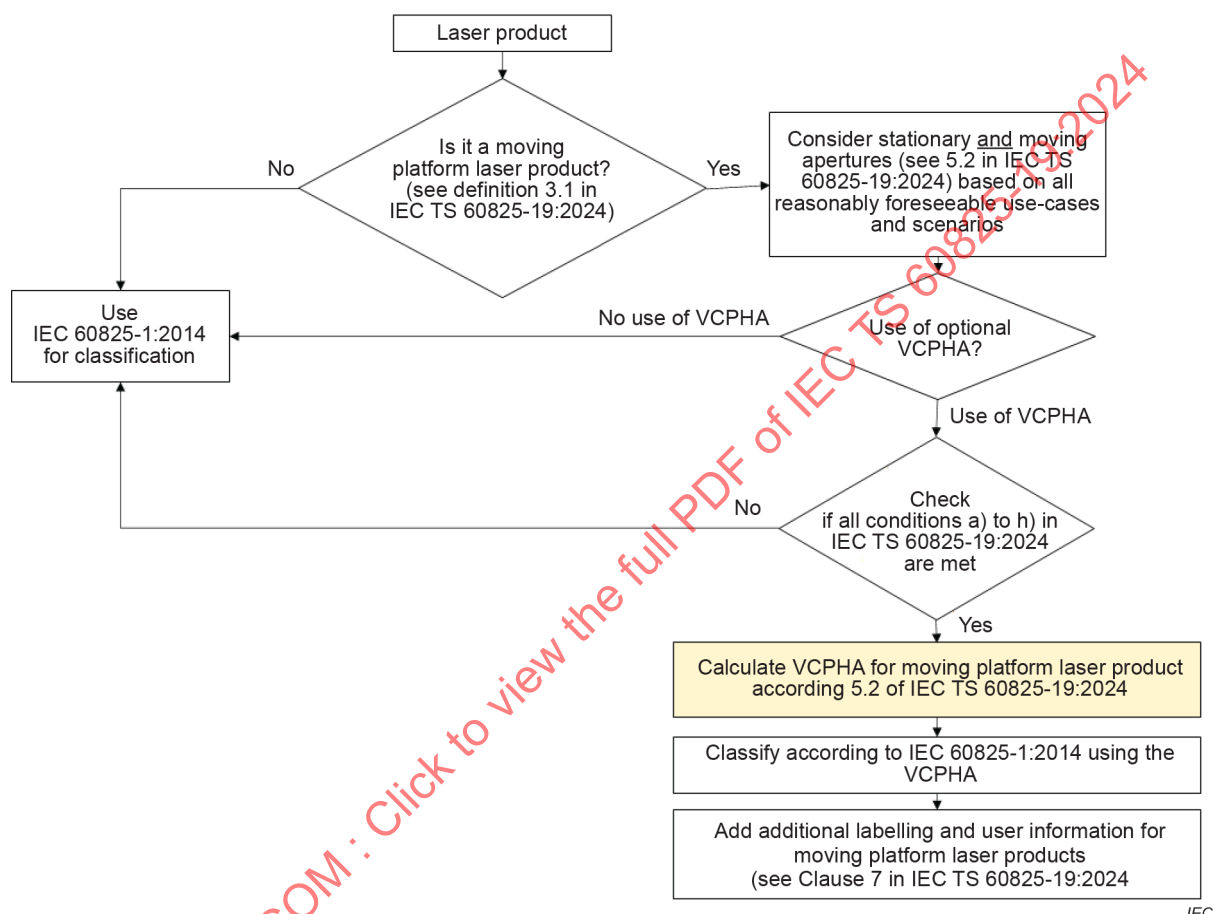 Laser product
Is it a moving
platform laser product?
(see definition 3.1 in
IEC TS 60825-19:2024)
No
Yes
Consider stationary and moving
apertures (see 5.2 in IEC TS
60825-19:2024) based on all
reasonably foreseeable use-cases
and scenarios
Use
IEC 60825-1:2014
for classification
No use of VCPHA
Use of optional
VCPHA?
Use of VCPHA
No
Check
if all conditions a) to h) in
IEC TS 60825-19:2024
are met
Yes
Calculate VCPHA for moving platform laser product
according 5.2 of IEC TS 60825-19:2024
Classify according to IEC 60825-1:2014 using the
VCPHA
Add additional labelling and user information for
moving platform laser products
(see Clause 7 in IEC TS 60825-19:2024
IEC
COM : Click to view the full PDF of IEC TS 60825-19:2024